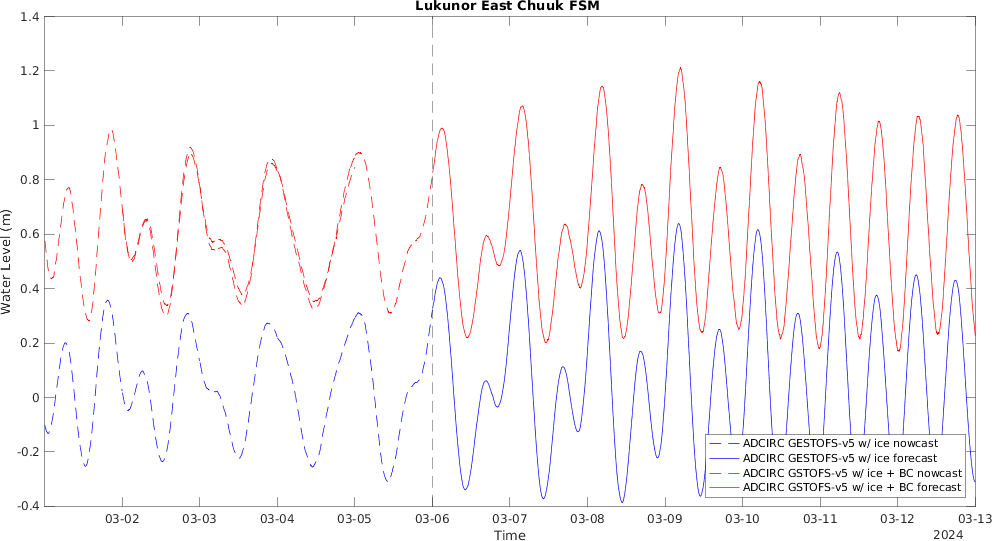 Lukunor East Chuuk FSM
1.4
1.2
1
0.8
0.6
0.4
0.2
0
-0.2
-0.4
Water Level (m)
ADCIRC GESTOFS-v5 w/ ice nowcast
ADCIRC GESTOFS-v5 w/ ice forecast
ADCIRC GSTOFS-v5 w/ ice + BC nowcast
ADCIRC GSTOFS-v5 w/ ice + BC forecast
03-02 03-03 03-04 03-05 03-06 03-07 03-08 03-09 03-10 03-11 03-12 03-13
Time
2024